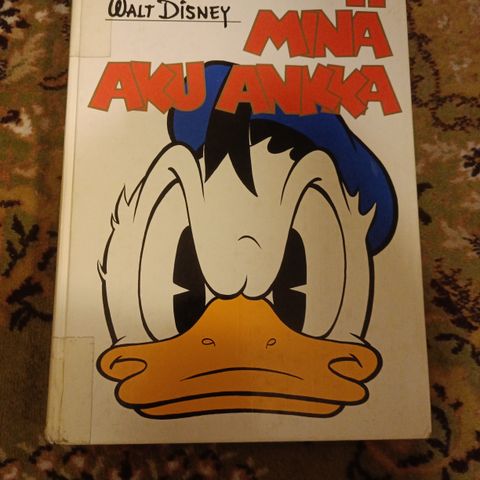 WALT DISNEY
MINÄ
AKU ANKKA